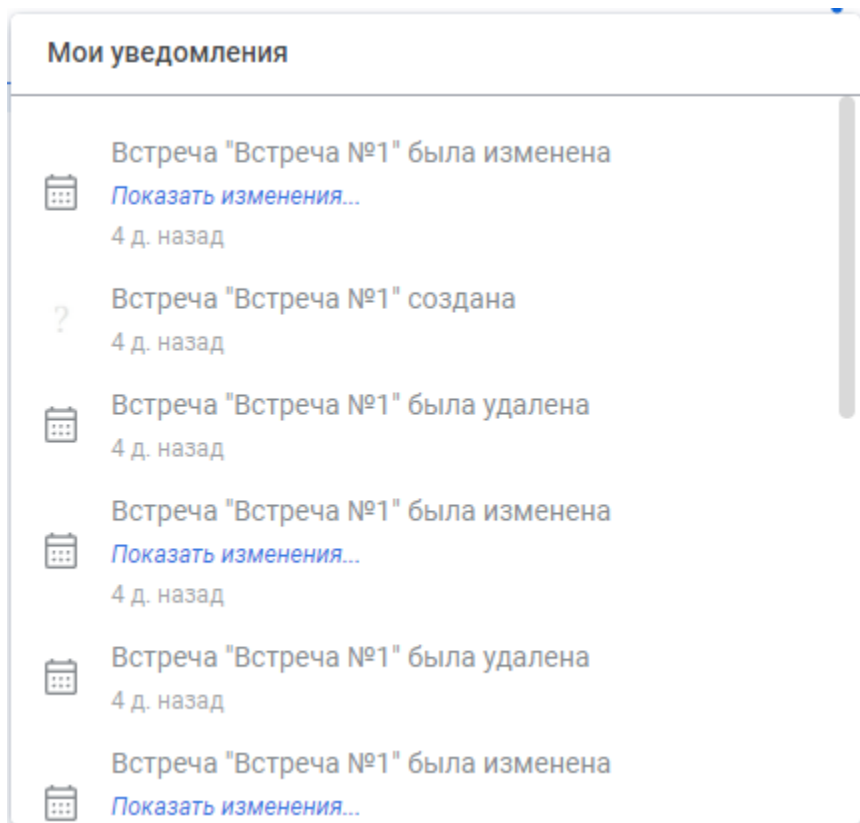 Мои уведомления
Встреча "Встреча №1" была изменена
Показать изменения...
4 д. назад
?
Встреча "Встреча №1" создана
4 д. назад
Встреча "Встреча №1" была удалена
4 д. назад
Встреча "Встреча №1" была изменена
Показать изменения...
4 д. назад
Встреча "Встреча №1" была удалена
4 д. назад
Встреча "Встреча №1" была изменена
Показать изменения...